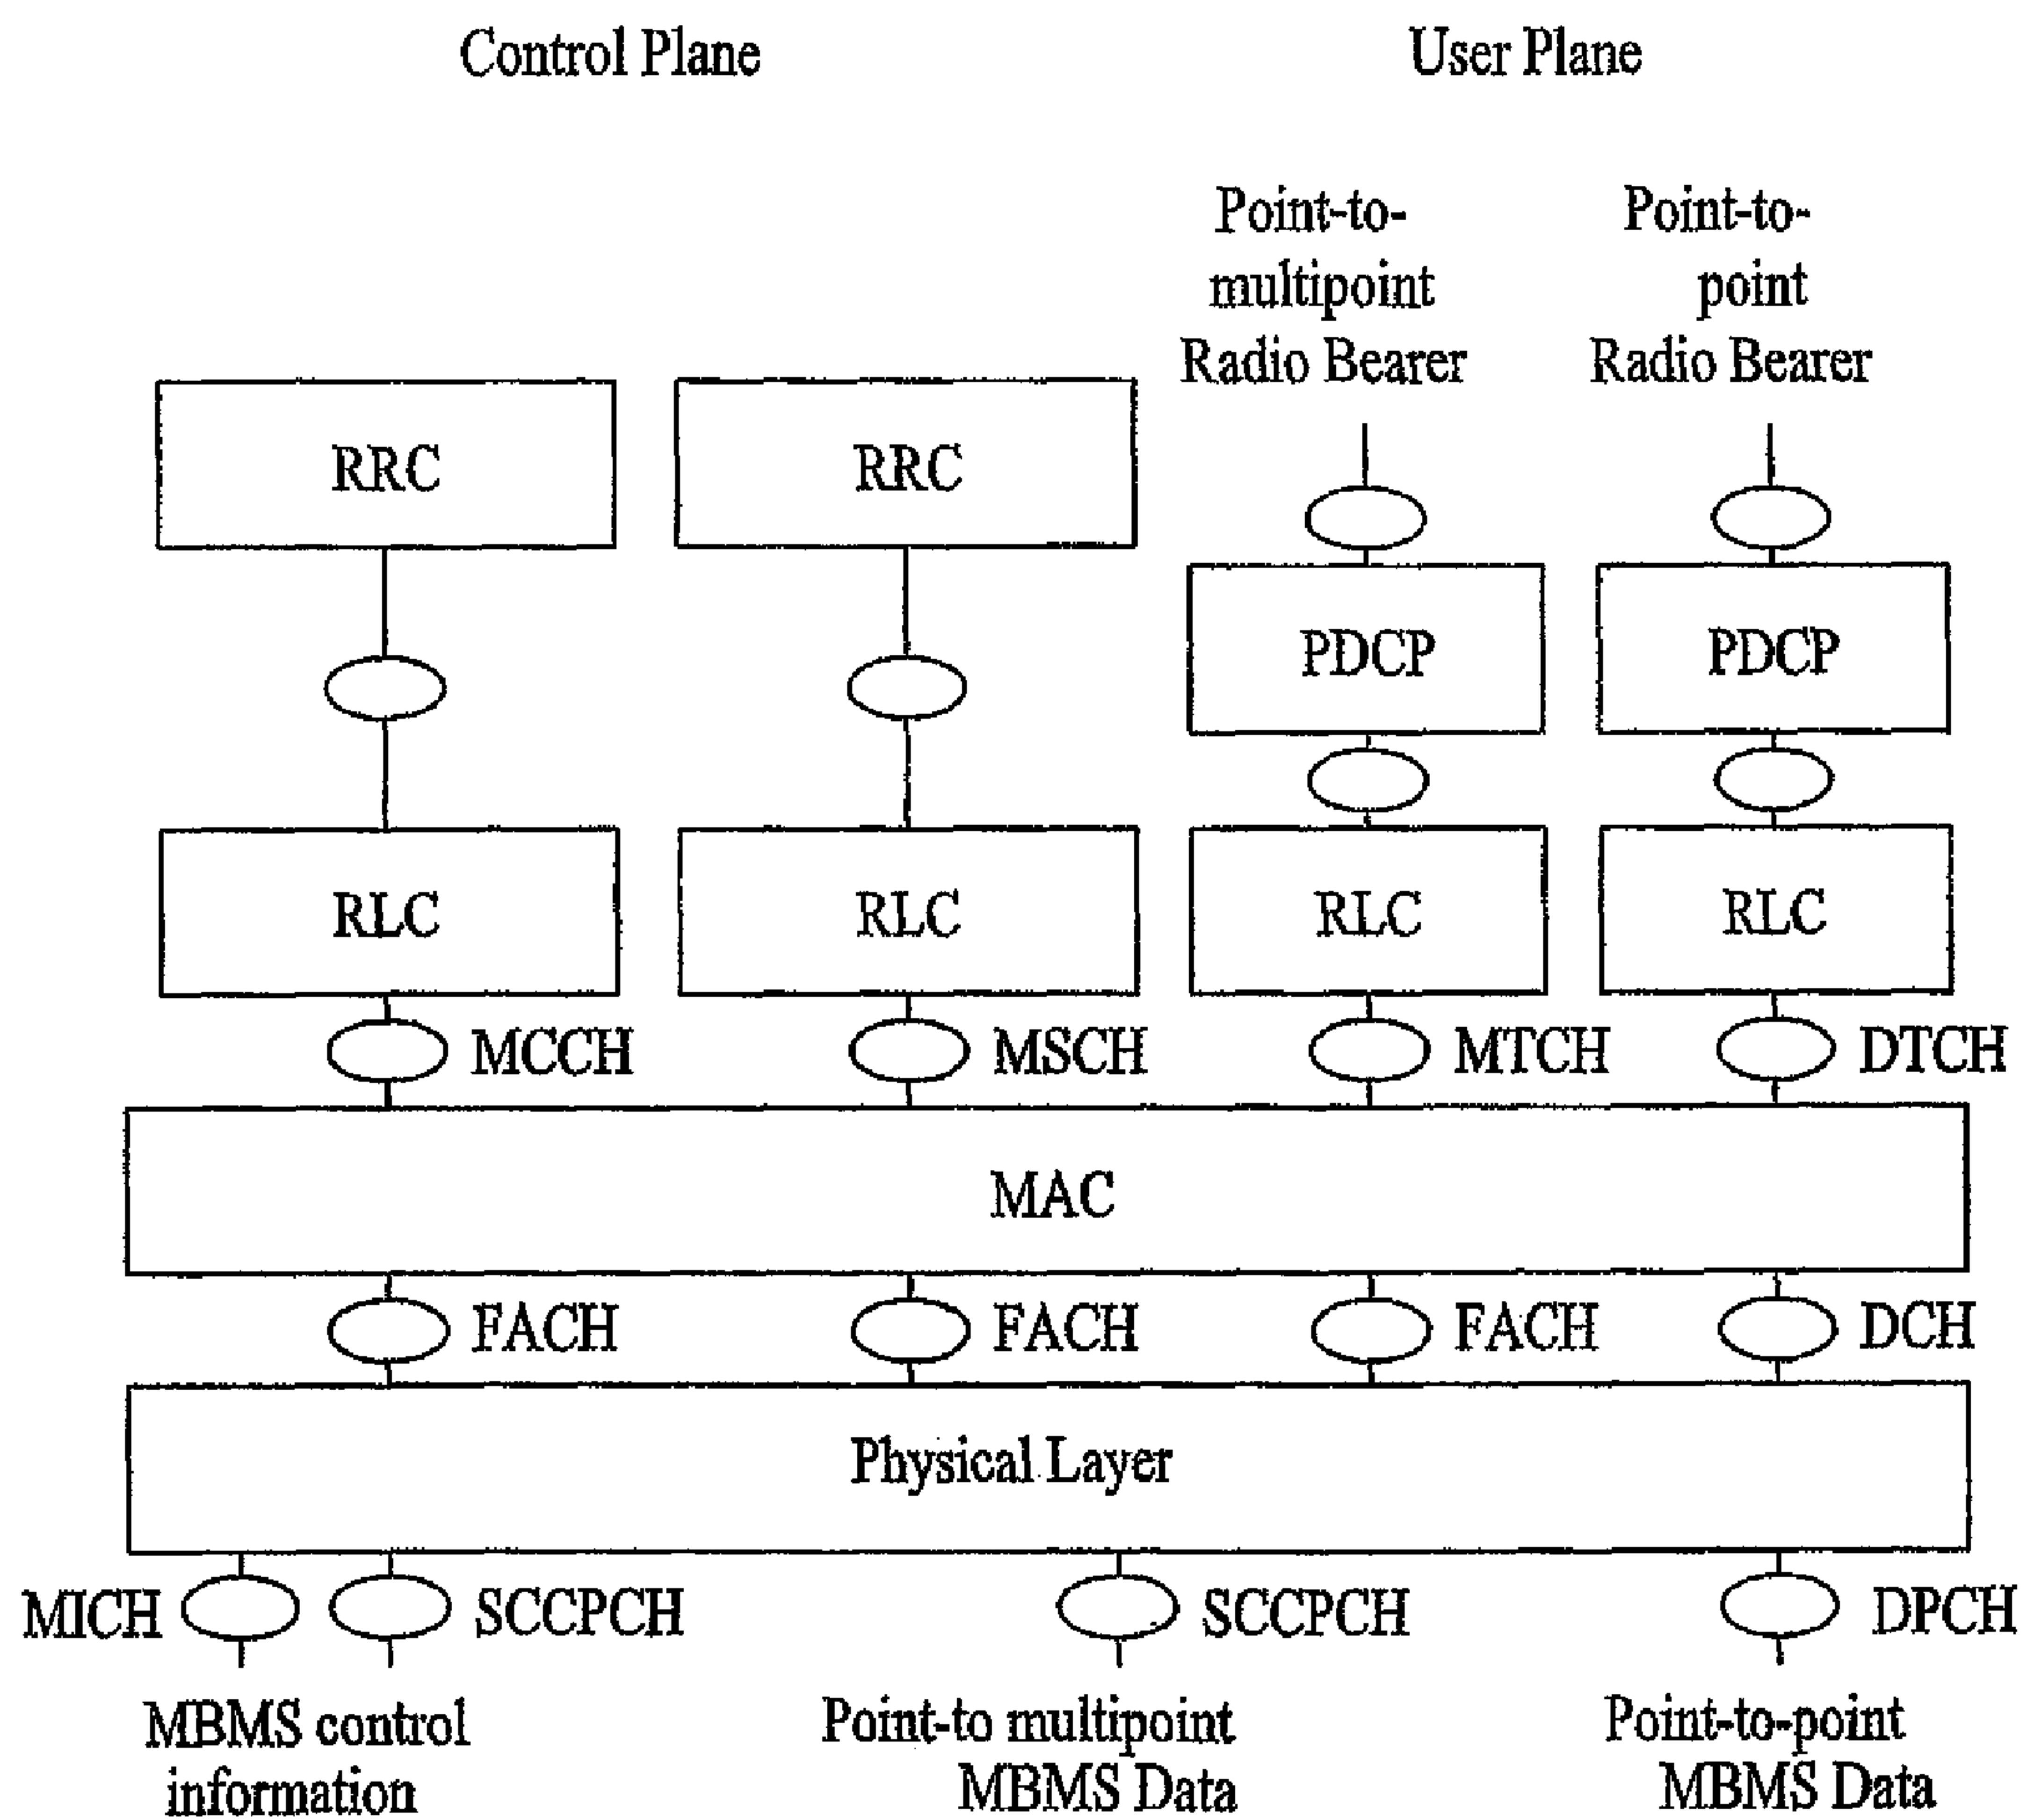 Control Plane
User Plane
Point-to-
multipoint
Radio Bearer
Point-to-
point
Radio Bearer
RRC
RRC
PDCP
PDCP
RLC
RLC
RLC
RLC
MCCH
MSCH
MTCH
DTCH
MAC
FACH
FACH
FACH
DCH
Physical Layer
MICH
SCCPCH
SCCPCH
DPCH
MBMS control
information
Point-to multipoint
MBMS Data
Point-to-point
MBMS Data